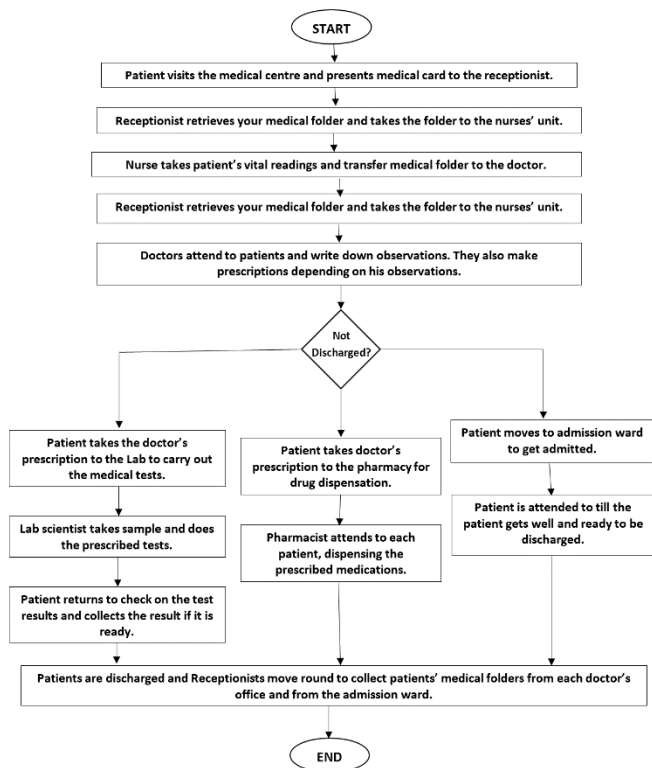 START
Patient visits the medical centre and presents medical card to the receptionist.
Receptionist retrieves your medical folder and takes the folder to the nurses’ unit.
Nurse takes patient’s vital readings and transfer medical folder to the doctor.
Receptionist retrieves your medical folder and takes the folder to the nurses’ unit.
Doctors attend to patients and write down observations. They also make
prescriptions depending on his observations.
Not
Discharged?
Patient takes the doctor’s
prescription to the Lab to carry out
the medical tests.
Lab scientist takes sample and does
the prescribed tests.
Patient returns to check on the test
results and collects the result if it is
ready.
Patient takes doctor’s
prescription to the pharmacy for
drug dispensation.
Pharmacist attends to each
patient, dispensing the
prescribed medications.
Patient moves to admission ward
to get admitted.
Patient is attended to till the
patient gets well and ready to be
discharged.
Patients are discharged and Receptionists move round to collect patients’ medical folders from each doctor’s
office and from the admission ward.
END